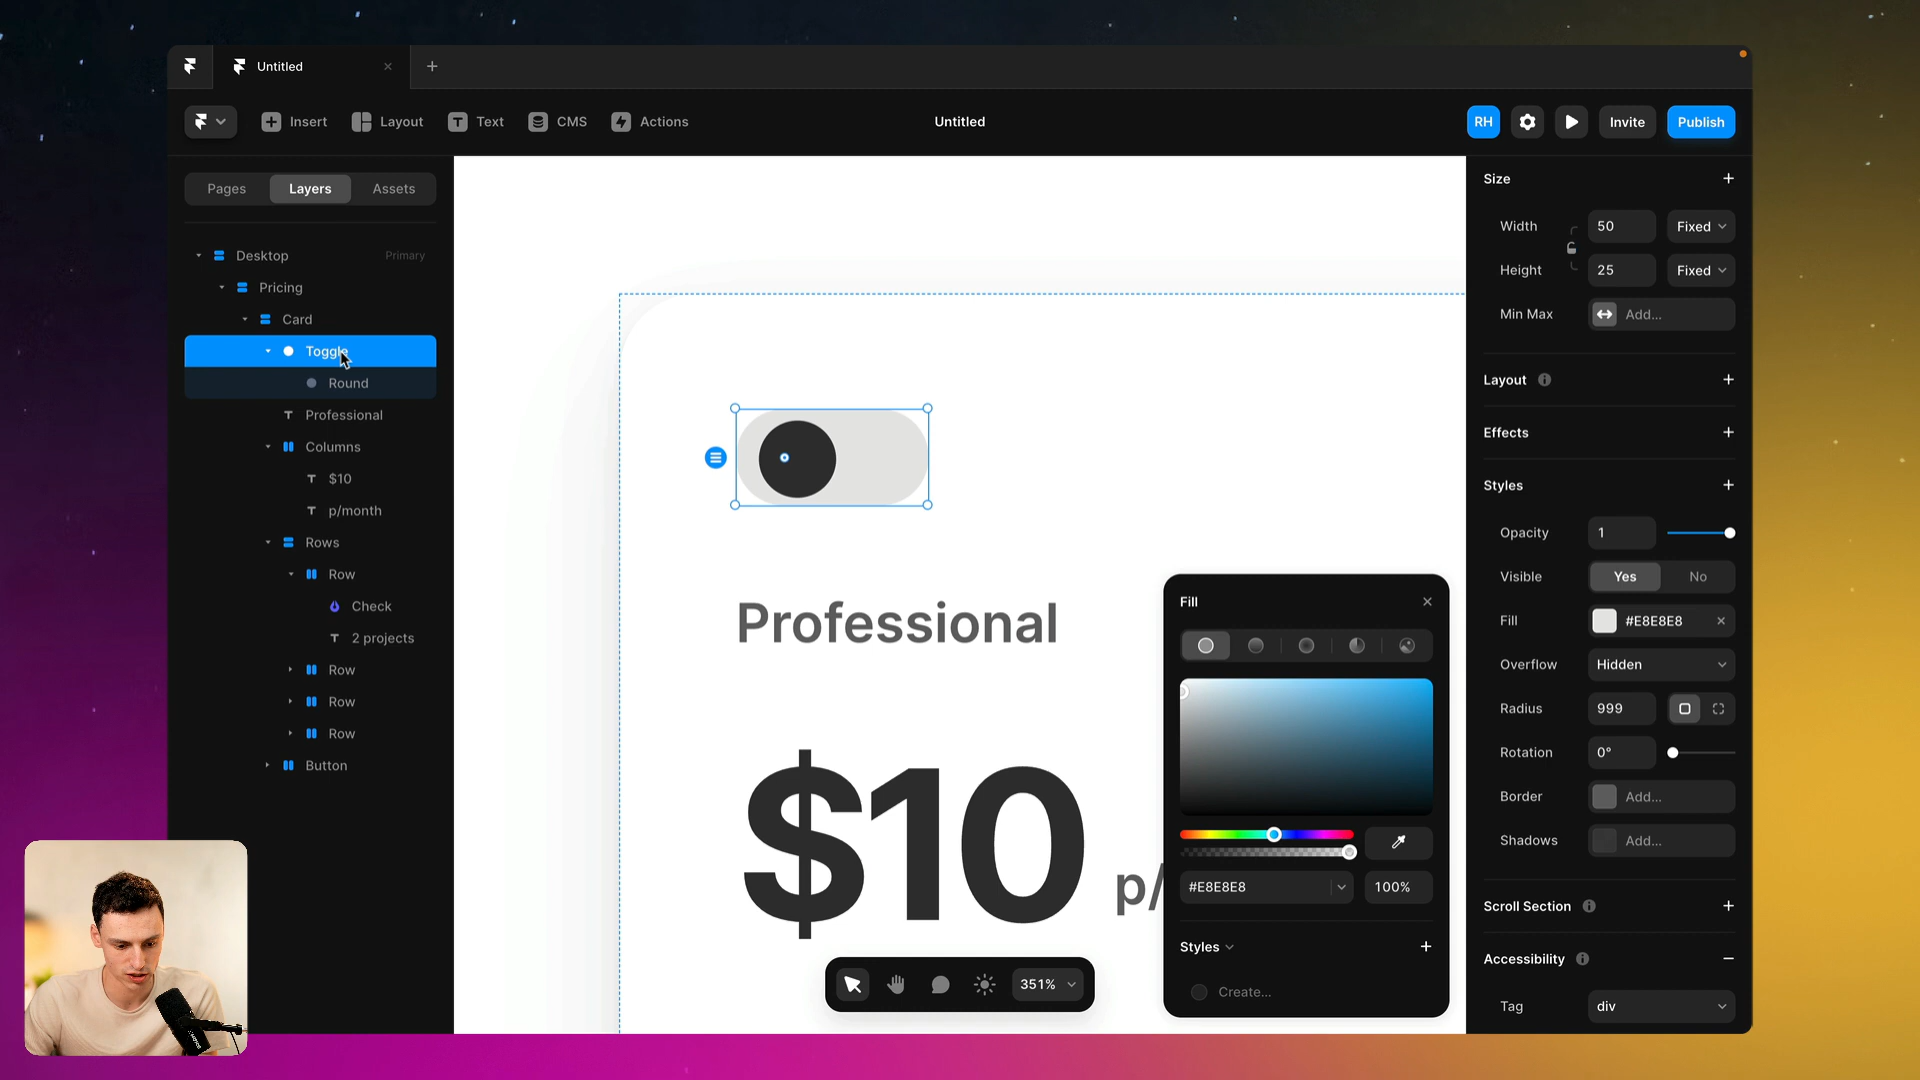 Untitled
Insert
Layout
Text
CMS
Actions
Untitled
RH
Invite
Publish
Pages
Layers
Assets
Desktop
Primary
Pricing
Card
Toggle
Round
Professional
Columns
$10
p/month
Rows
Row
Check
2 projects
Row
Row
Row
Button
Professional
$10
p/
351%
Fill
#E8E8E8
100%
Styles
Create...
Size
Width
50
Fixed
Height
25
Fixed
Min Max
Add...
Layout
Effects
Styles
Opacity
1
Visible
Yes
No
Fill
#E8E8E8
Overflow
Hidden
Radius
999
Rotation
0°
Border
Add...
Shadows
Add...
Scroll Section
Accessibility
Tag
div